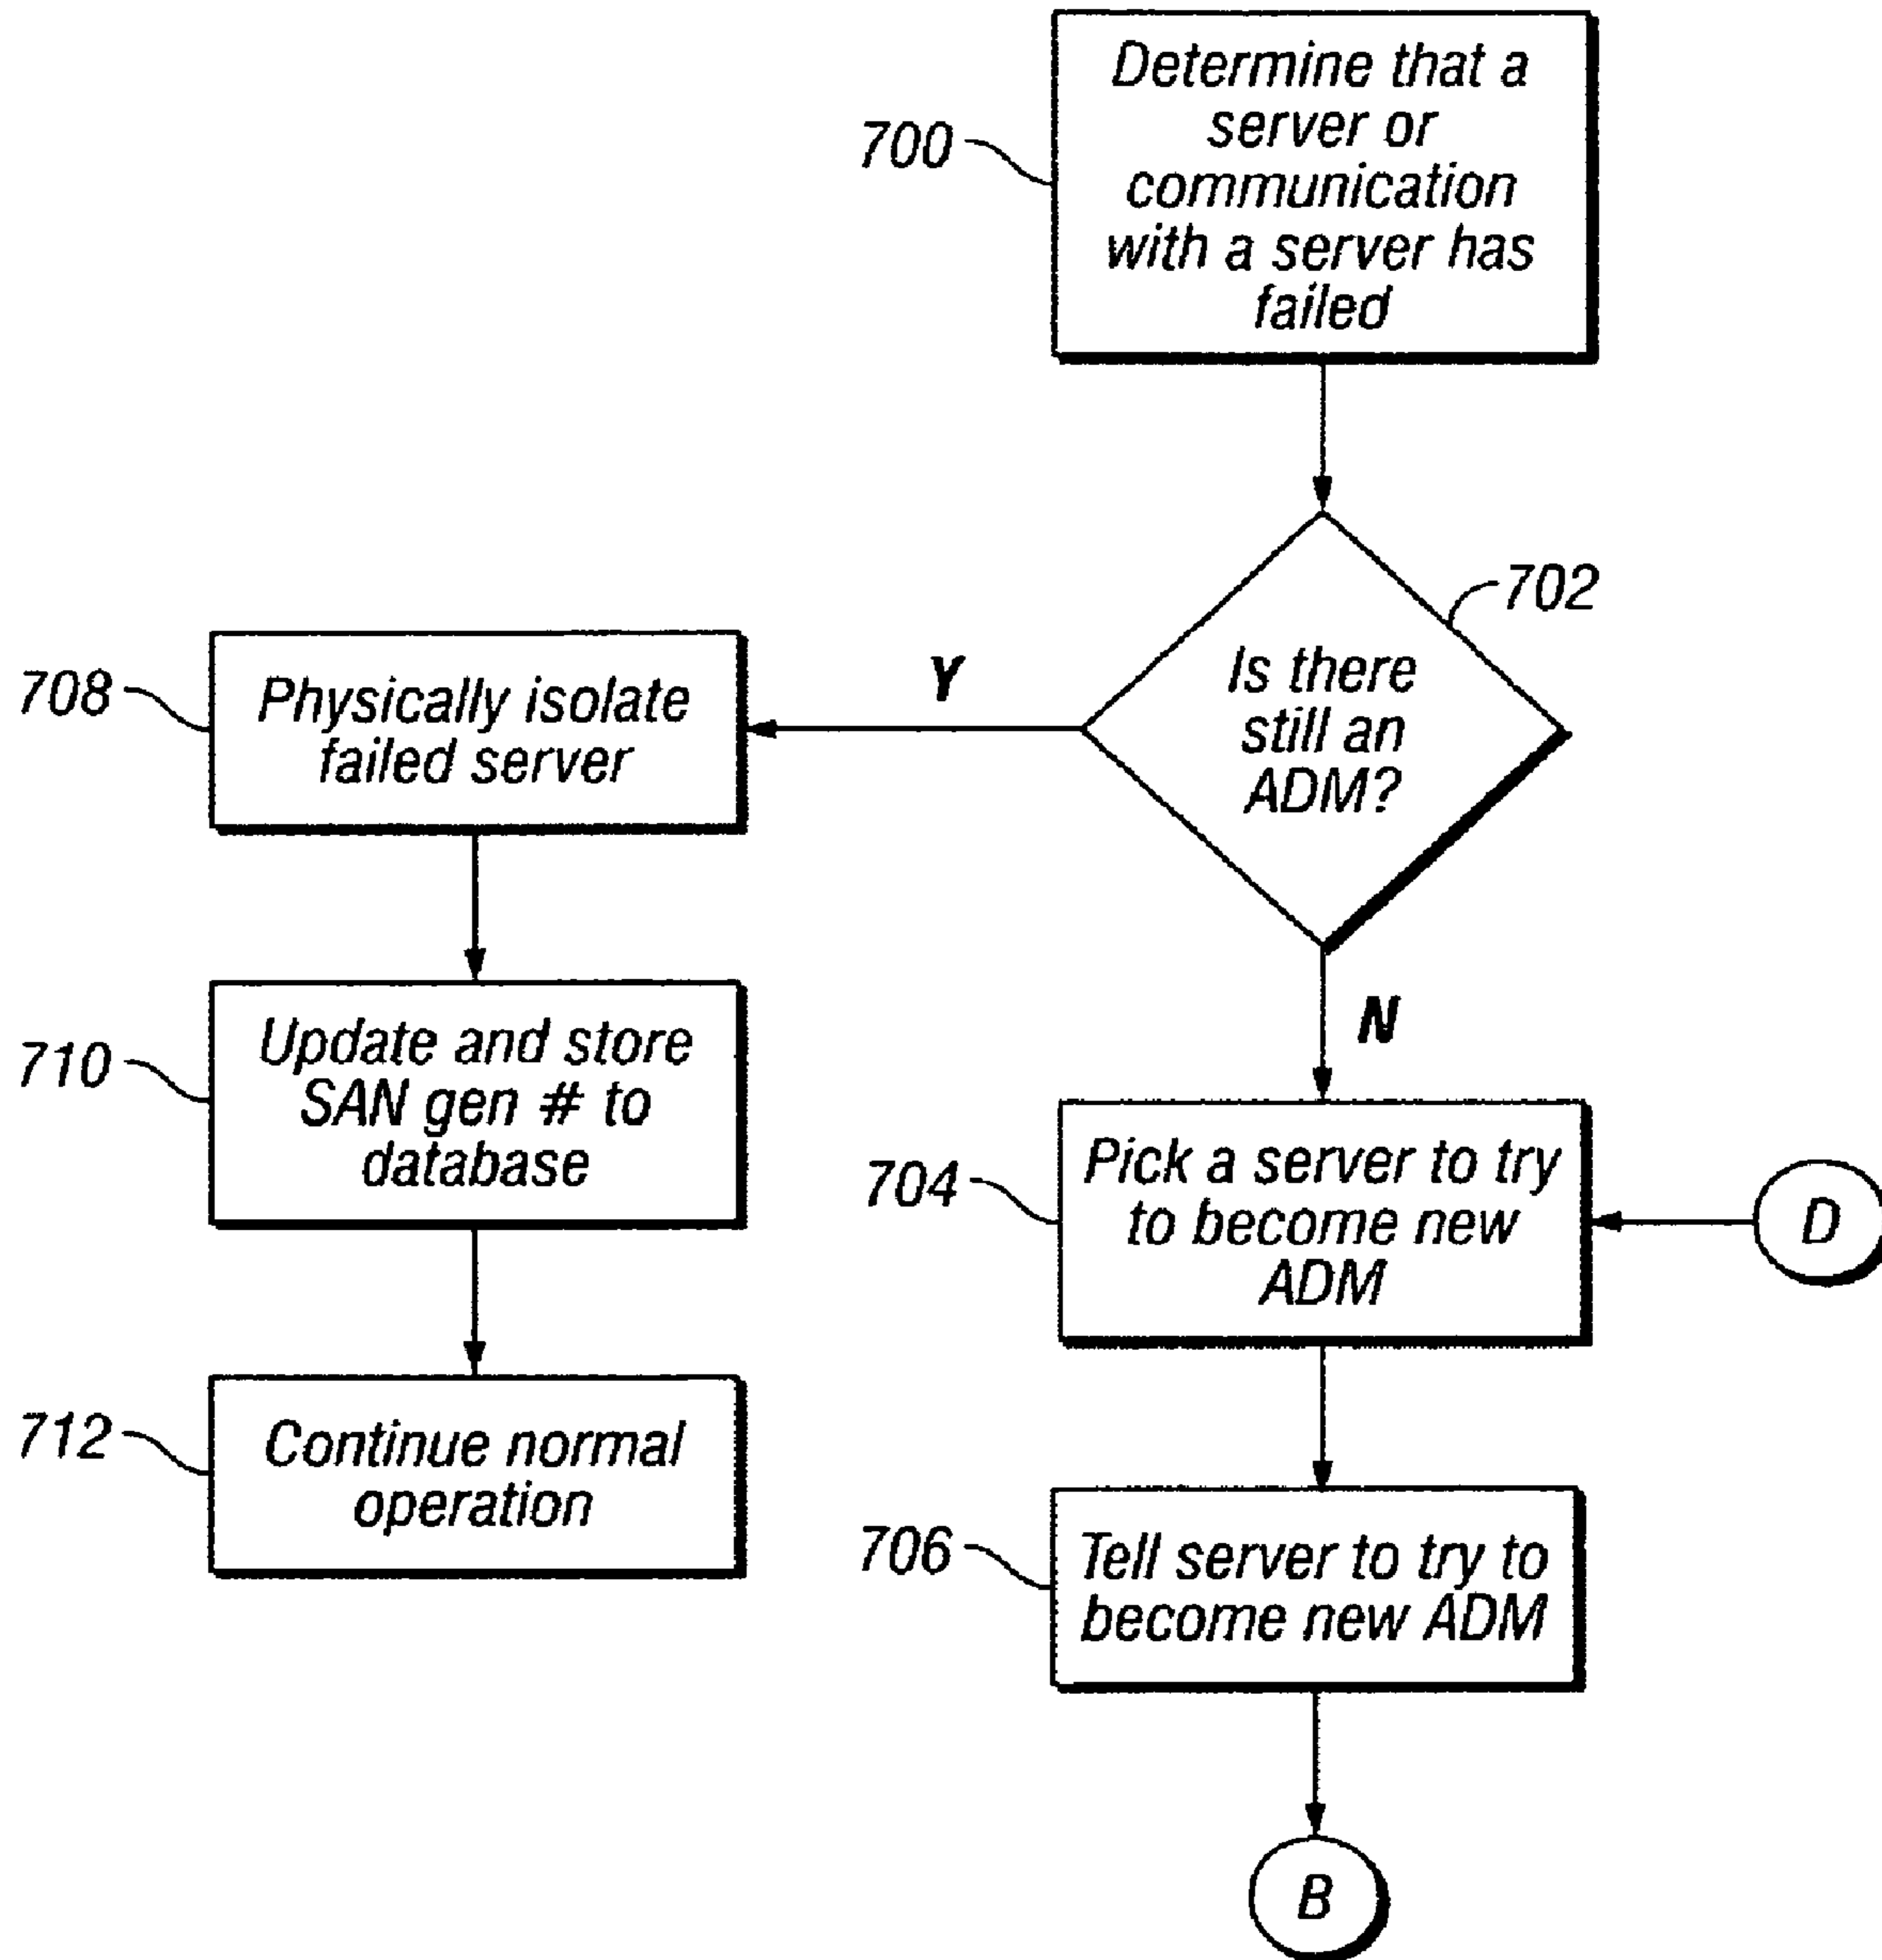 Determine that a
server or
communication
with a server has
failed
700
702
Is there
still an
ADM?
Y
N
708
Physically isolate
failed server
710
Update and store
SAN gen # to
database
712
Continue normal
operation
704
Pick a server to try
to become new
ADM
D
706
Tell server to try to
become new ADM
B